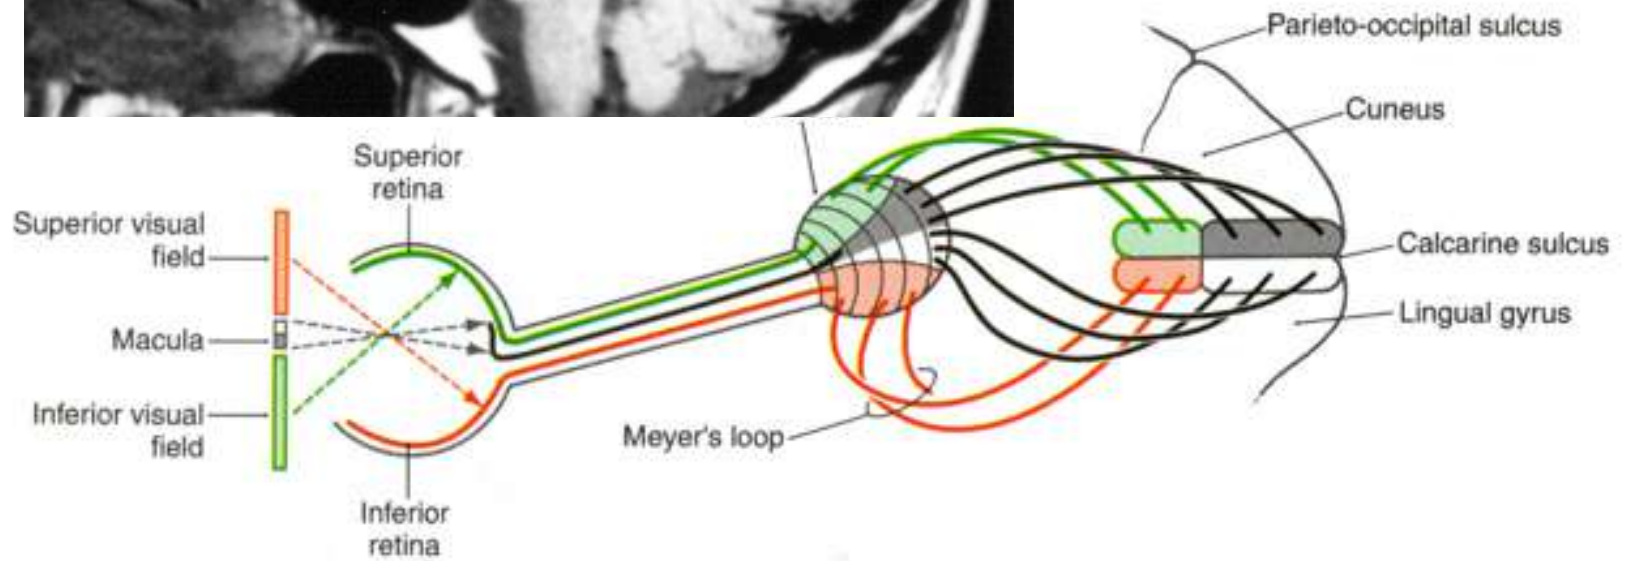 Parieto-occipital sulcus
Cuneus
Superior
retina
Superior visual
field
Calcarine sulcus
Macula
Lingual gyrus
Inferior visual
field
Meyer's loop
Inferior
retina